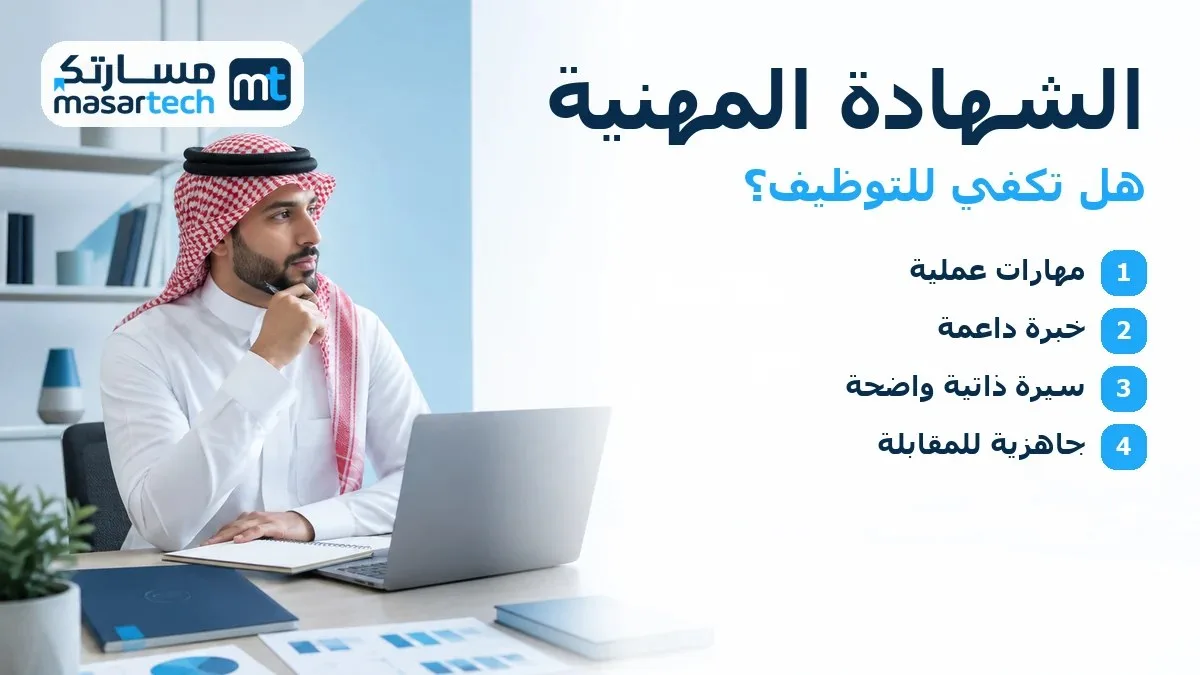 مسارتك
masartech
mt
الشهادة المهنية
هل تكفي للتوظيف؟
1 مهارات عملية
2 خبرة داعمة
3 سيرة ذاتية واضحة
4 جاهزية للمقابلة